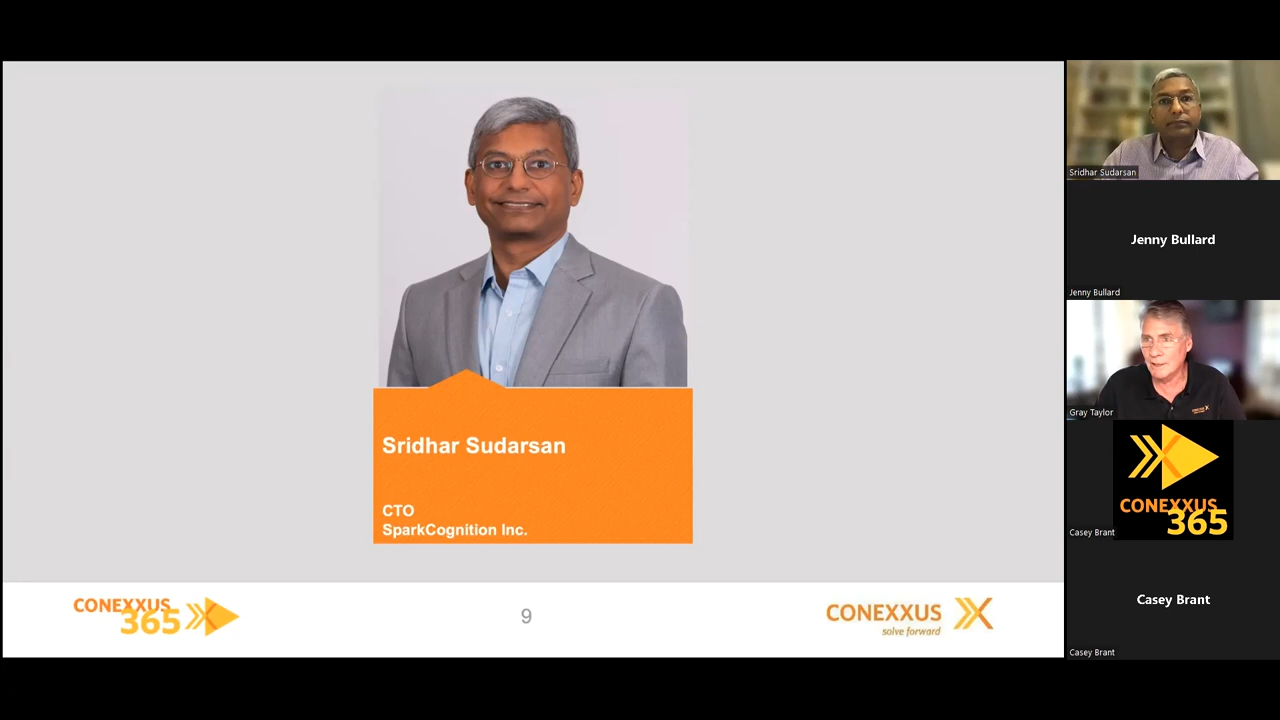 Sridhar Sudarsan
CTO
SparkCognition Inc.
CONEXXUS
365
9
CONEXXUS
solve forward
Sridhar Sudarsan
Jenny Bullard
Jenny Bullard
Gray Taylor
CONEXXUS
365
Casey Brant
Casey Brant
Casey Brant